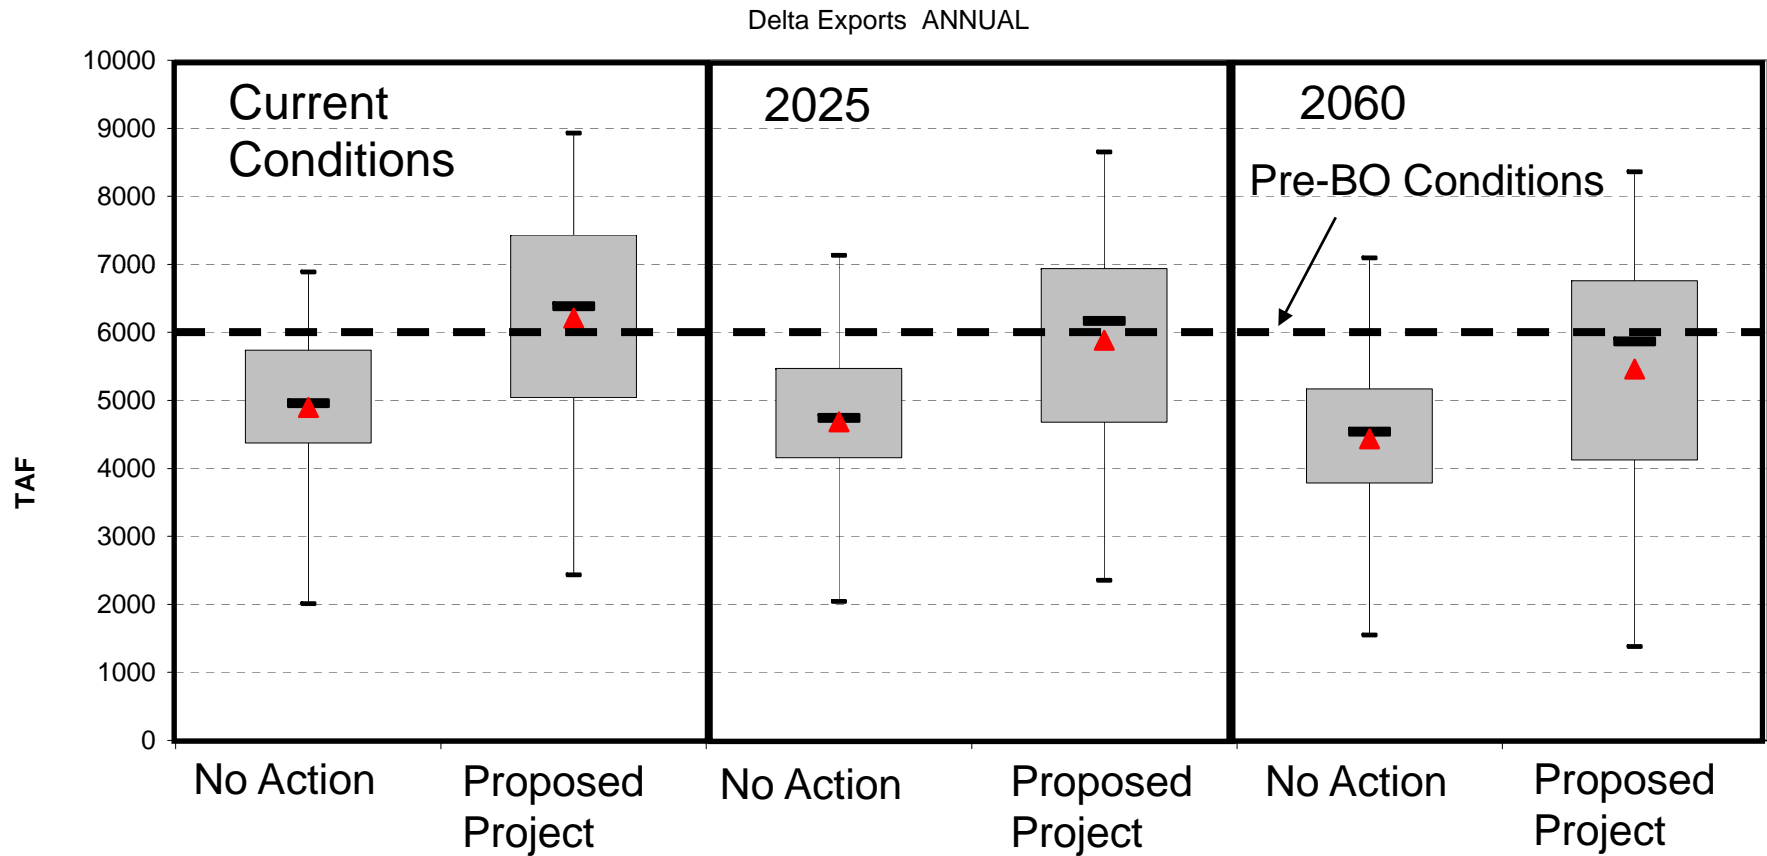 Delta Exports ANNUAL
10000
9000
8000
7000
6000
5000
4000
3000
2000
1000
0
TAF
Current
Conditions
2025
2060
Pre-BO Conditions
No Action
Proposed
Project
No Action
Proposed
Project
No Action
Proposed
Project